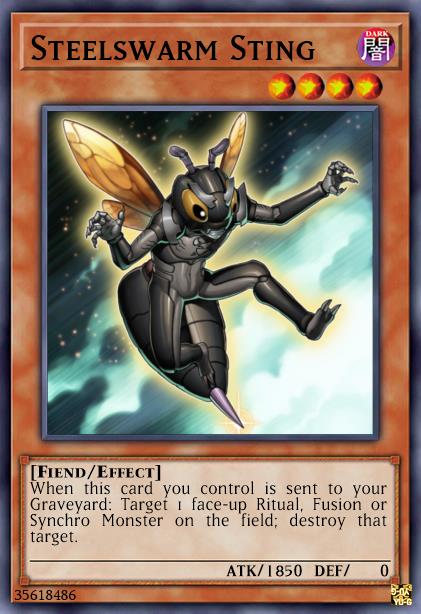 STEELSWARM STING
DARK
闇
[FIEND/EFFECT]
When this card you control is sent to your
Graveyard: Target 1 face-up Ritual, Fusion or
Synchro Monster on the field; destroy that
target.
ATK/1850 DEF/ 0
35618486